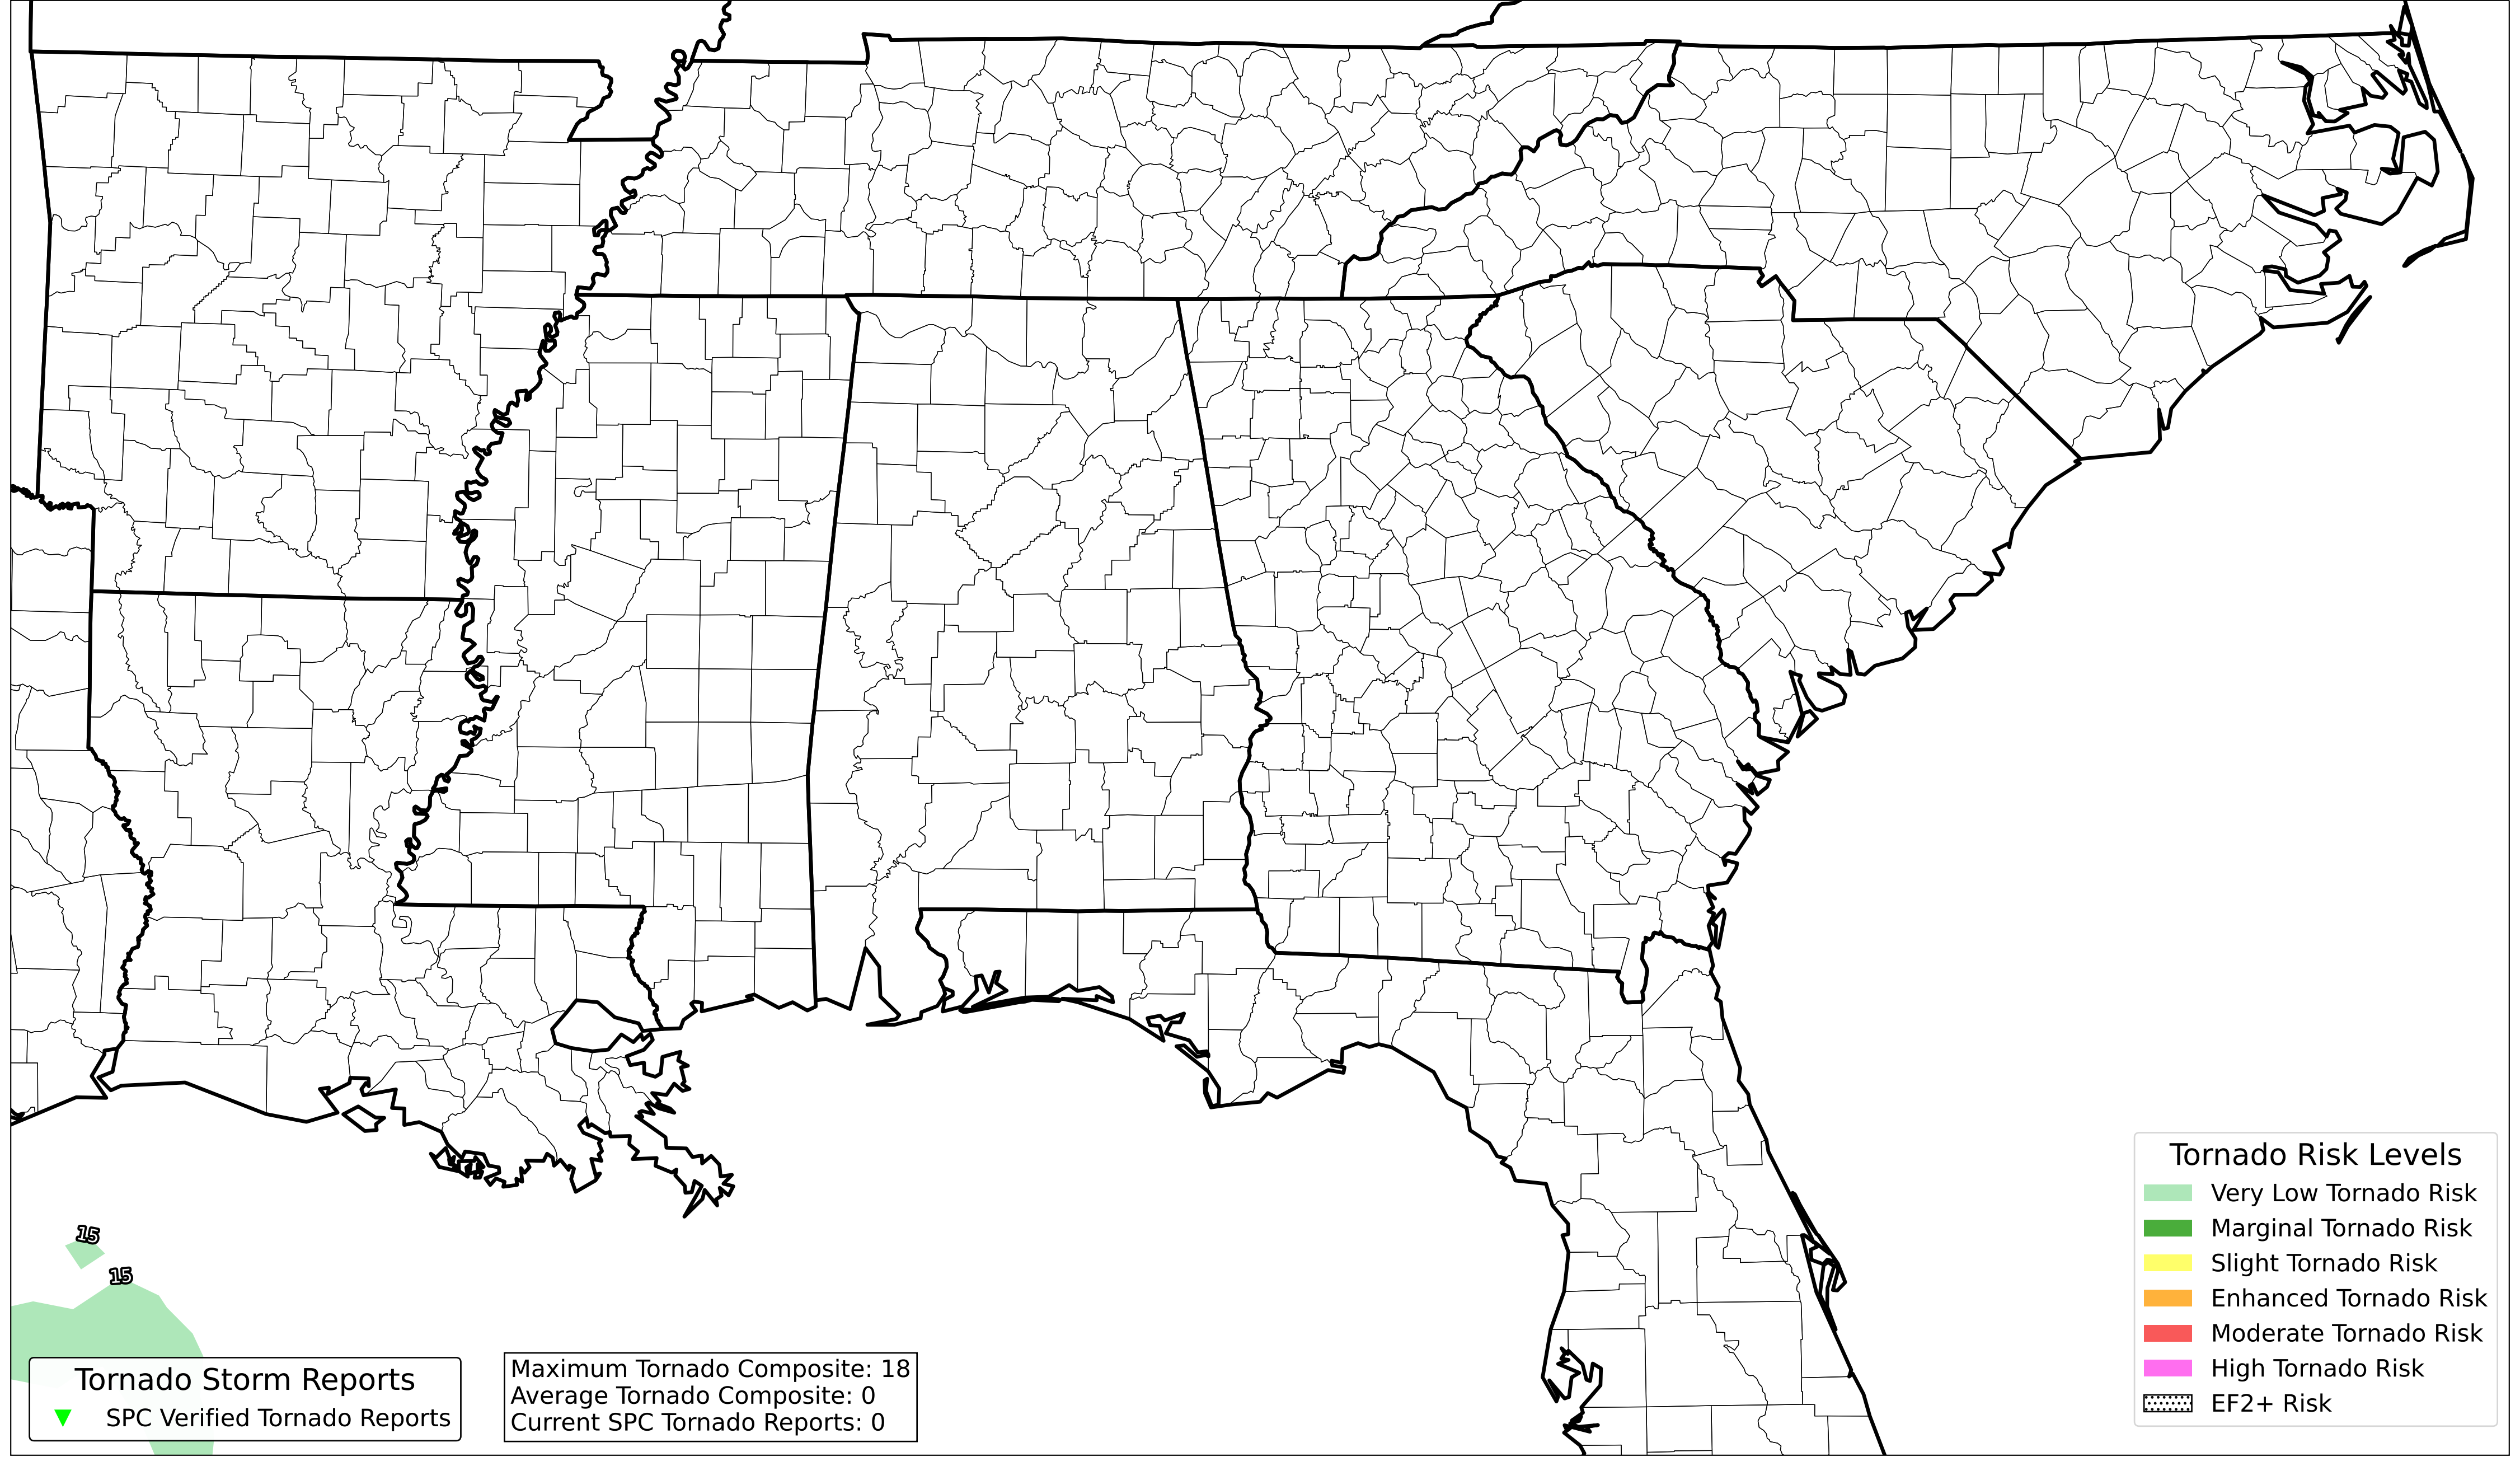 15
15
Tornado Risk Levels
Very Low Tornado Risk
Marginal Tornado Risk
Slight Tornado Risk
Enhanced Tornado Risk
Moderate Tornado Risk
High Tornado Risk
EF2+ Risk
Tornado Storm Reports
SPC Verified Tornado Reports
Maximum Tornado Composite: 18
Average Tornado Composite: 0
Current SPC Tornado Reports: 0